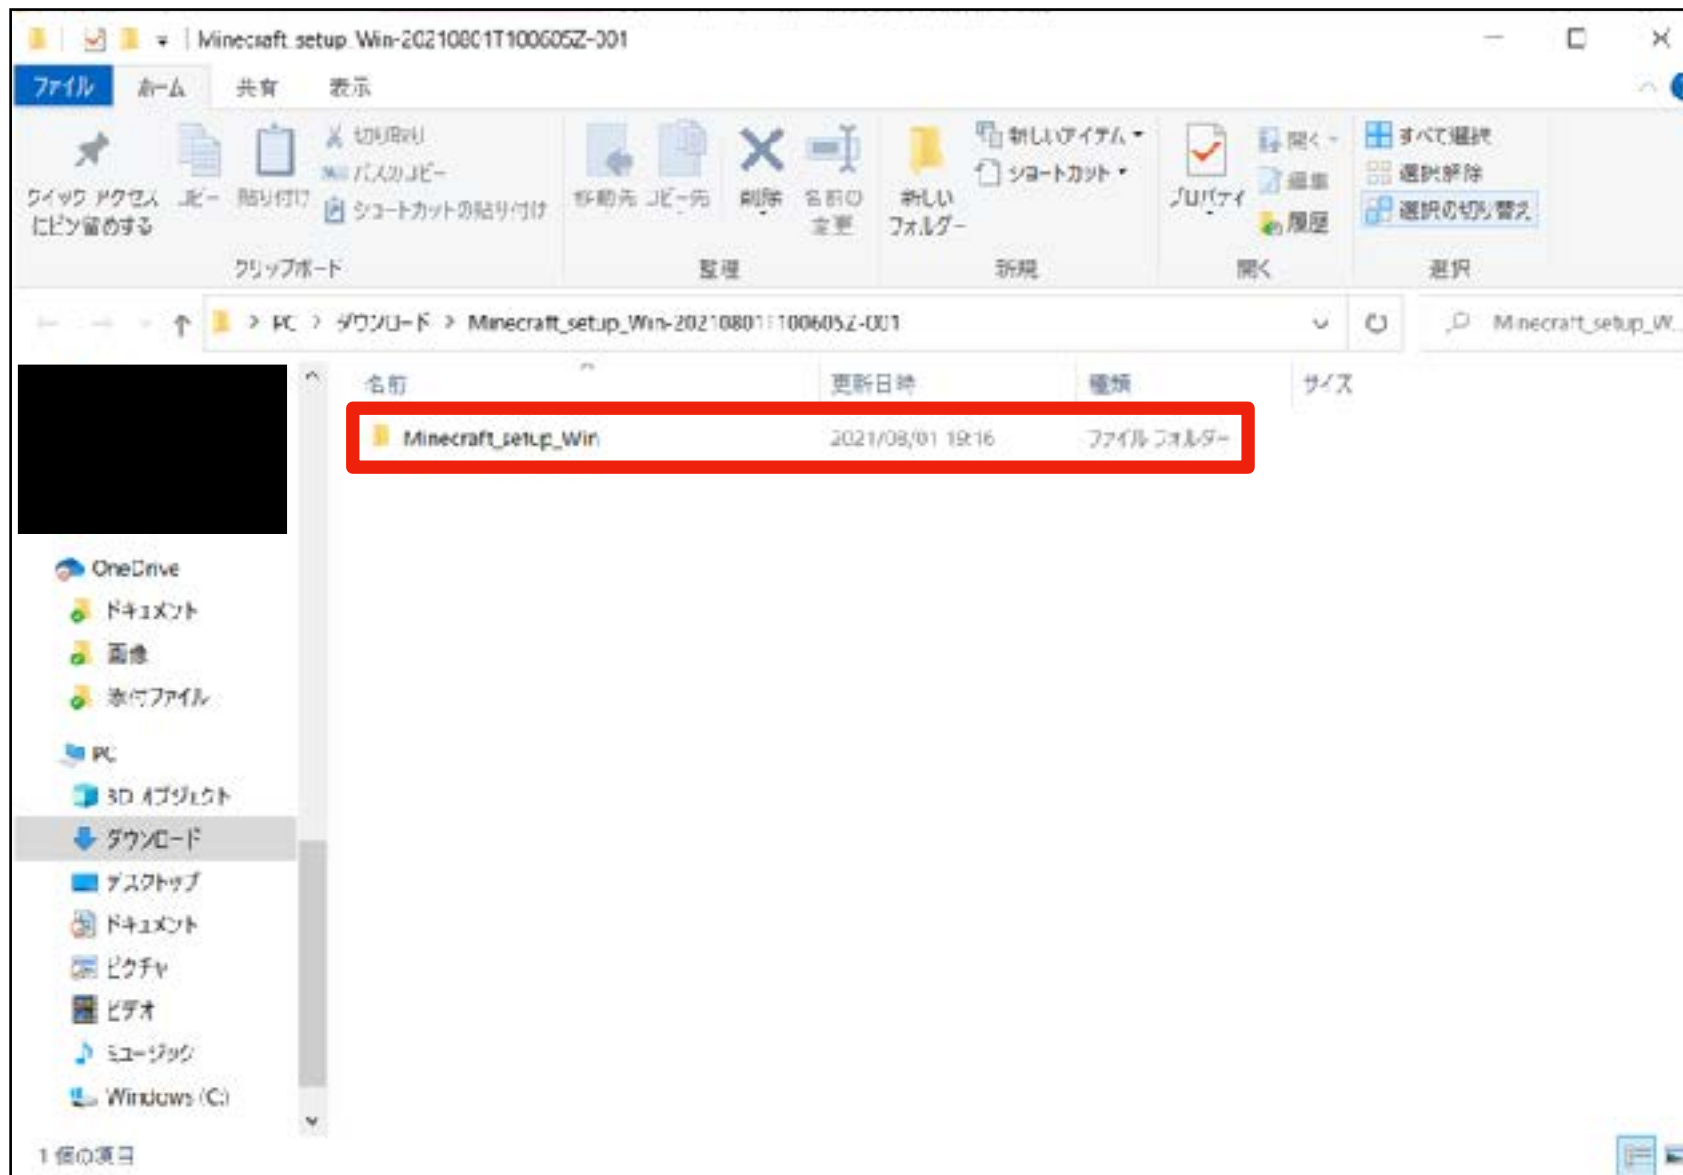 Minecraft_setup_Win-20210801T100605Z-001
ファイル ホーム 共有 表示
クイック アクセス
にピン留めする
コピー 貼り付け
切り取り
パスのコピー
ショートカットの貼り付け
クリップボード
移動先 コピー先 削除 名前の
変更
整理
新しい
フォルダー
新しいアイテム
ショートカット
新規
プロパティ
開く
編集
履歴
開く
すべて選択
選択解除
選択の切り替え
選択
> PC > ダウンロード > Minecraft_setup_Win-20210801T100605Z-001
Minecraft_setup_W...
名前 更新日時 種類 サイズ
Minecraft_setup_Win 2021/08/01 19:16 ファイル フォルダー
OneDrive
ドキュメント
画像
添付ファイル
PC
3D オブジェクト
ダウンロード
デスクトップ
ドキュメント
ピクチャ
ビデオ
ミュージック
Windows (C:)
1 個の項目